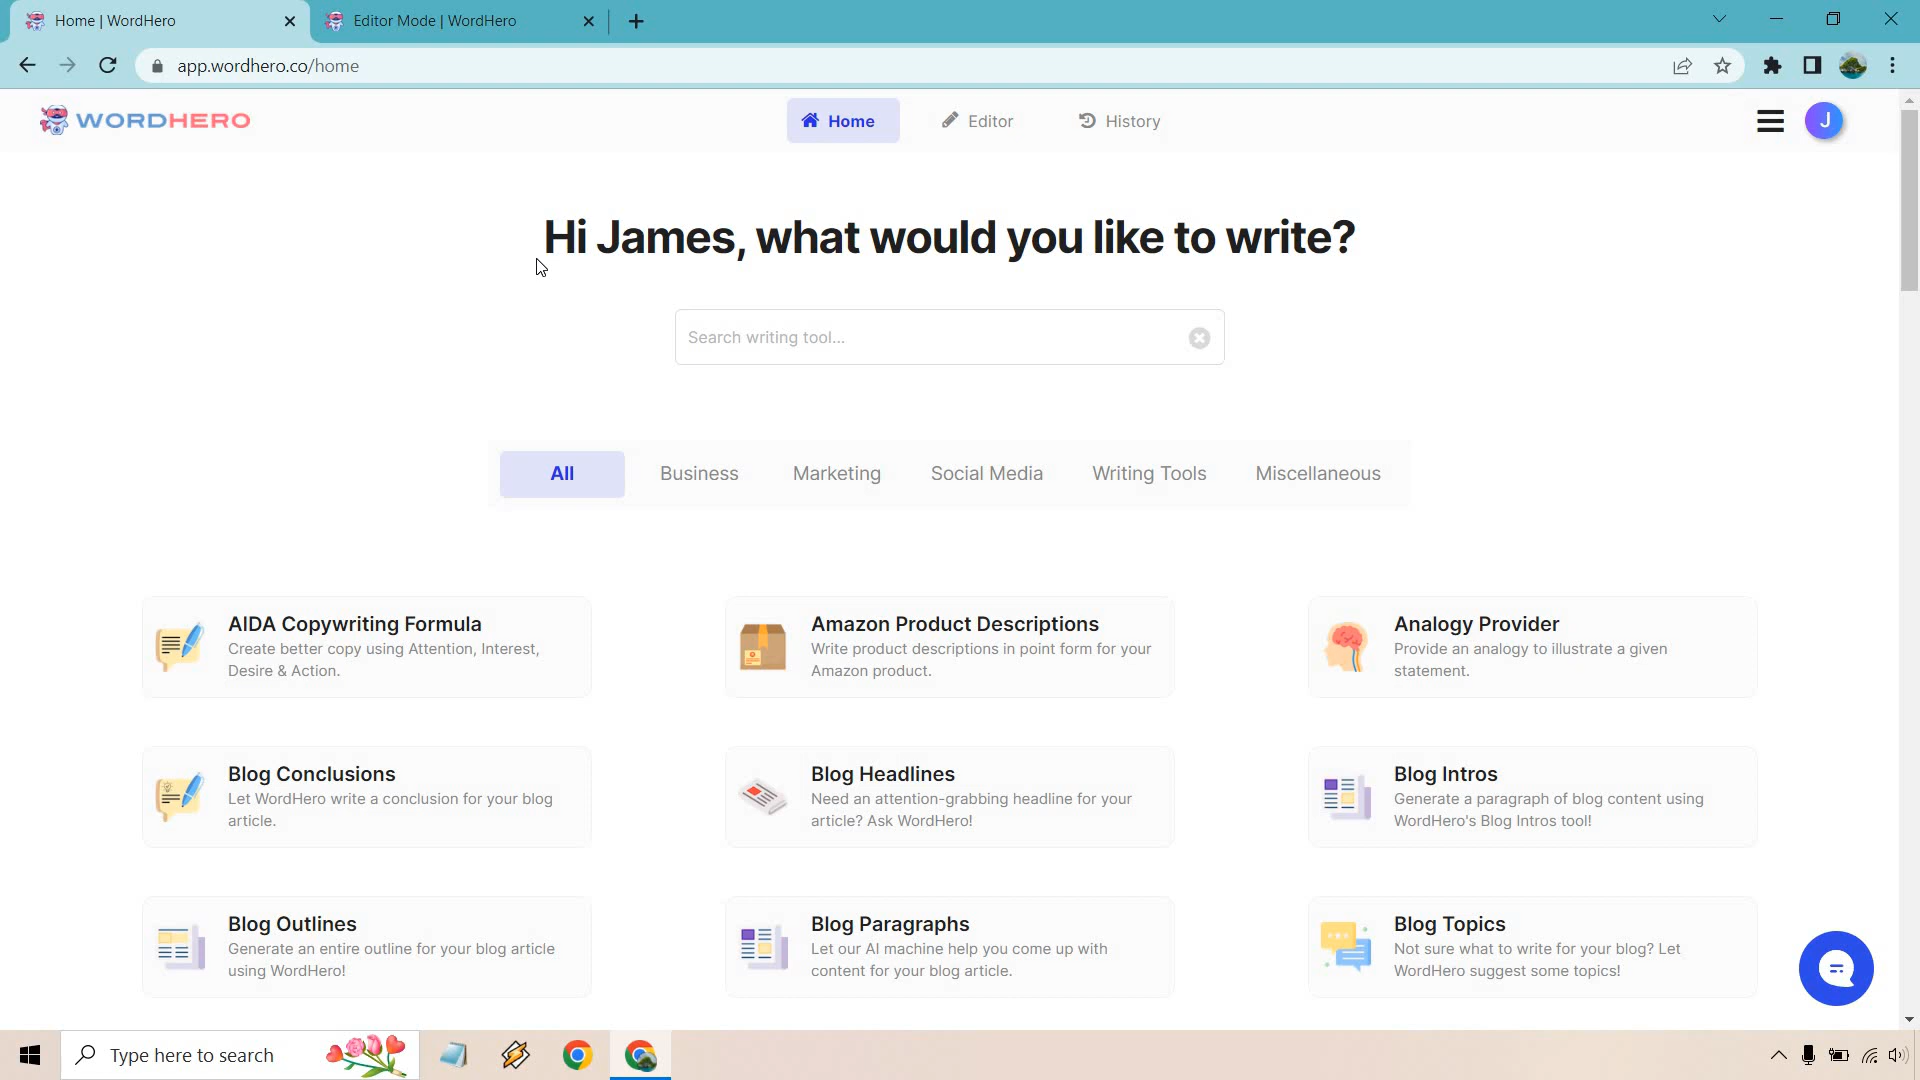 Home | WordHero
Editor Mode | WordHero
app.wordhero.co/home
WORDHERO
Home
Editor
History
J
Hi James, what would you like to write?
Search writing tool...
All
Business
Marketing
Social Media
Writing Tools
Miscellaneous
AIDA Copywriting Formula
Create better copy using Attention, Interest,
Desire & Action.
Amazon Product Descriptions
Write product descriptions in point form for your
Amazon product.
Analogy Provider
Provide an analogy to illustrate a given
statement.
Blog Conclusions
Let WordHero write a conclusion for your blog
article.
Blog Headlines
Need an attention-grabbing headline for your
article? Ask WordHero!
Blog Intros
Generate a paragraph of blog content using
WordHero's Blog Intros tool!
Blog Outlines
Generate an entire outline for your blog article
using WordHero!
Blog Paragraphs
Let our AI machine help you come up with
content for your blog article.
Blog Topics
Not sure what to write for your blog? Let
WordHero suggest some topics!
Type here to search